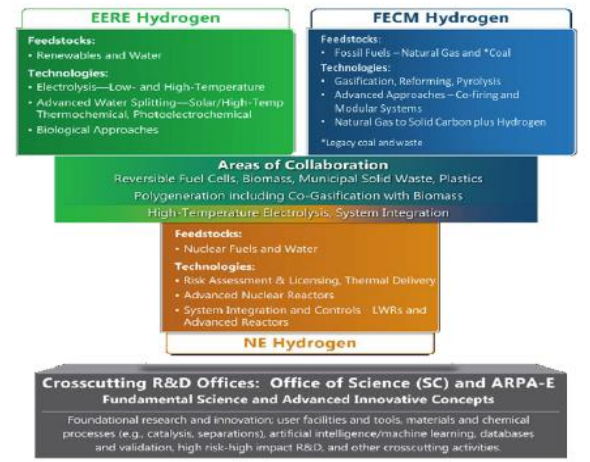 EERE Hydrogen
Feedstocks:
• Renewables and Water
Technologies:
• Electrolysis—Low- and High-Temperature
• Advanced Water Splitting—Solar/High-Temp
Thermochemical, Photoelectrochemical
• Biological Approaches
FECM Hydrogen
Feedstocks:
• Fossil Fuels – Natural Gas and *Coal
Technologies:
• Gasification, Reforming, Pyrolysis
• Advanced Approaches – Co-firing and
Modular Systems
• Natural Gas to Solid Carbon plus Hydrogen
*Legacy coal and waste
Areas of Collaboration
Reversible Fuel Cells, Biomass, Municipal Solid Waste, Plastics
Polygeneration including Co-Gasification with Biomass
High-Temperature Electrolysis, System Integration
Feedstocks:
• Nuclear Fuels and Water
Technologies:
• Risk Assessment & Licensing, Thermal Delivery
• Advanced Nuclear Reactors
• System Integration and Controls LWRs and
Advanced Reactors
NE Hydrogen
Crosscutting R&D Offices: Office of Science (SC) and ARPA-E
Fundamental Science and Advanced Innovative Concepts
Foundational research and innovation: user facilities and tools, materials and chemical
processes (e.g., catalysis, separations), artificial intelligence/machine learning, databases
and validation, high risk-high impact R&D, and other crosscutting activities.